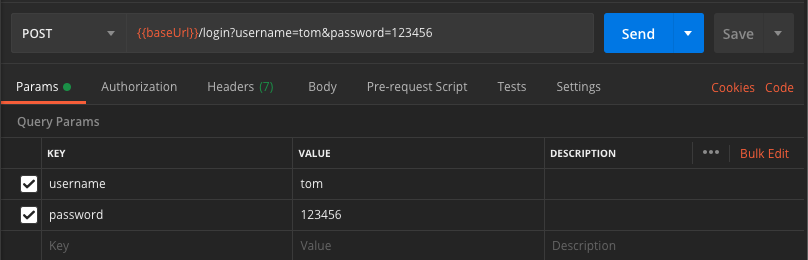 POST {{baseUrl}}/login?username=tom&password=123456 Send Save
Params Authorization Headers (7) Body Pre-request Script Tests Settings Cookies Code
Query Params
KEY VALUE DESCRIPTION ••• Bulk Edit
username tom
password 123456
Key Value Description